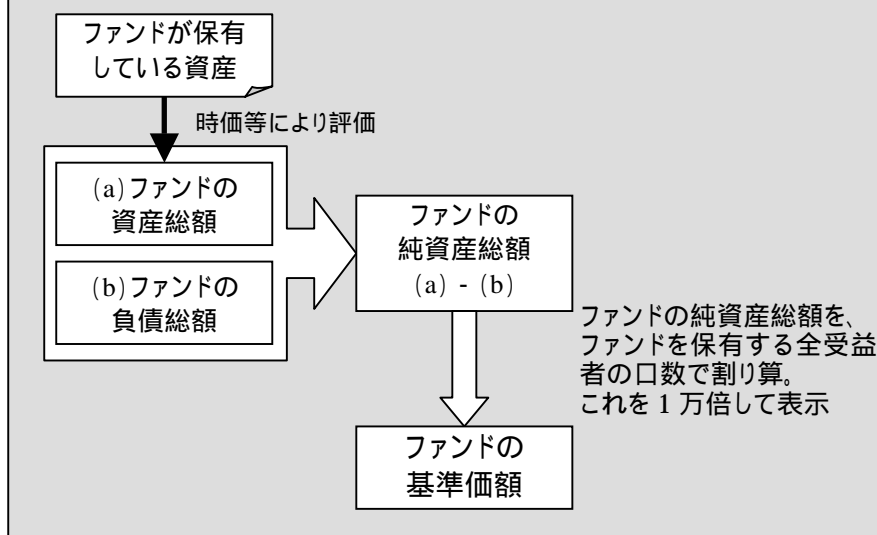 ファンドが保有
している資産
時価等により評価
(a)ファンドの
資産総額
(b)ファンドの
負債総額
ファンドの
純資産総額
(a) - (b)
ファンドの純資産総額を、
ファンドを保有する全受益
者の口数で割り算。
これを 1 万倍して表示
ファンドの
基準価額